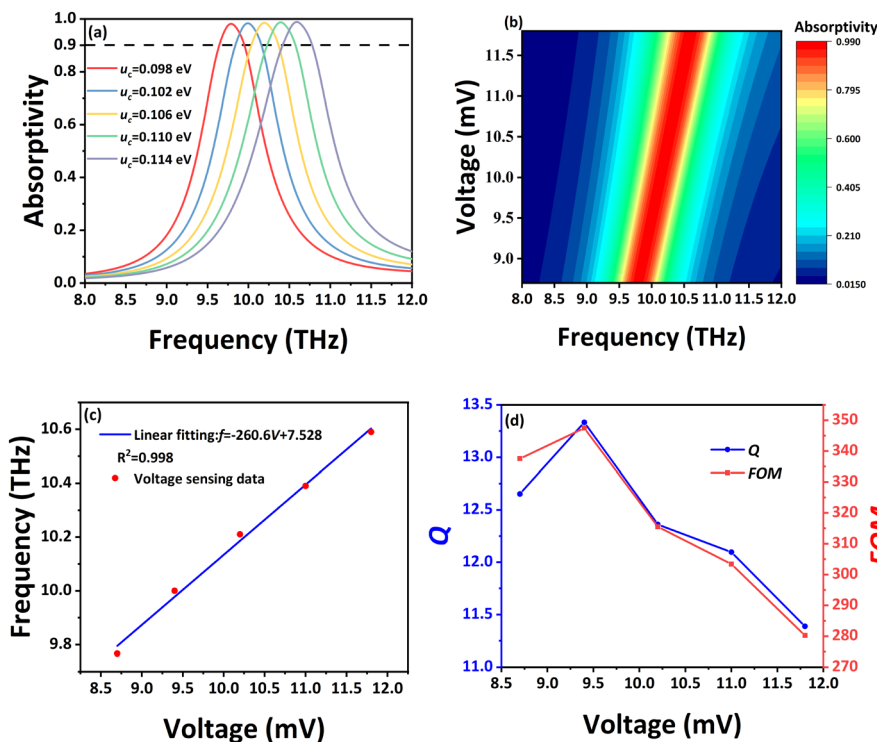 (a)
1.0
0.9
0.8
0.6
0.4
0.2
0.0
Absorptivity
u_c=0.098 eV
u_c=0.102 eV
u_c=0.106 eV
u_c=0.110 eV
u_c=0.114 eV
8.0 8.5 9.0 9.5 10.0 10.5 11.0 11.5 12.0
Frequency (THz)
(b)
11.5
11.0
10.5
10.0
9.5
9.0
Voltage (mV)
8.0 8.5 9.0 9.5 10.0 10.5 11.0 11.5 12.0
Frequency (THz)
Absorptivity
0.990
0.795
0.600
0.405
0.210
0.0150
(c)
10.6
10.4
10.2
10.0
9.8
Frequency (THz)
Linear fitting:f=-260.6V+7.528
R²=0.998
Voltage sensing data
8.5 9.0 9.5 10.0 10.5 11.0 11.5 12.0
Voltage (mV)
(d)
13.5
13.0
12.5
12.0
11.5
11.0
Q
Q
FOM
350
340
330
320
310
300
290
280
270
FOM
8.5 9.0 9.5 10.0 10.5 11.0 11.5 12.0
Voltage (mV)